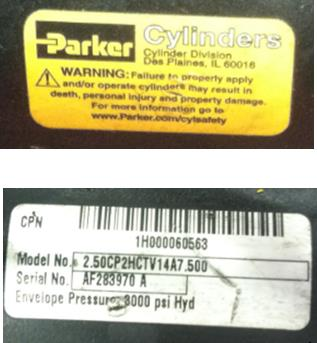 Parker Cylinders
Cylinder Division
Des Plaines, IL 60016
WARNING: Failure to properly apply
and/or operate cylinders may result in
death, personal injury and property damage.
For more information go to
www.Parker.com/cylsafety
CPN
1H000060563
Model No. 2.50CP2HCTV14A7.500
Serial No. AF283970 A
Envelope Pressure 3000 psi Hyd